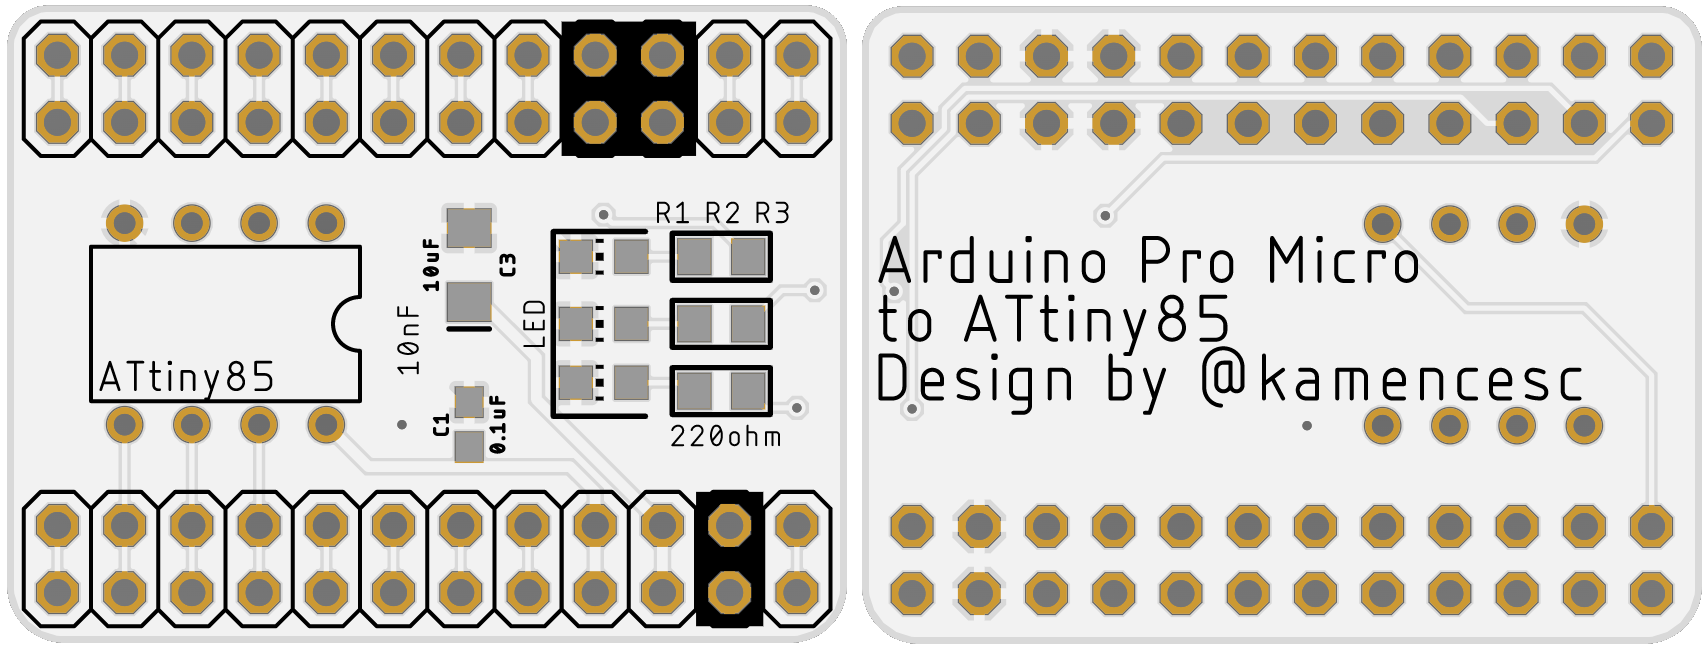 R1 R2 R3
10uF
C3
LED
10nF
ATtiny85
C1
0.1uF
220ohm
Arduino Pro Micro
to ATtiny85
Design by @kamencesc